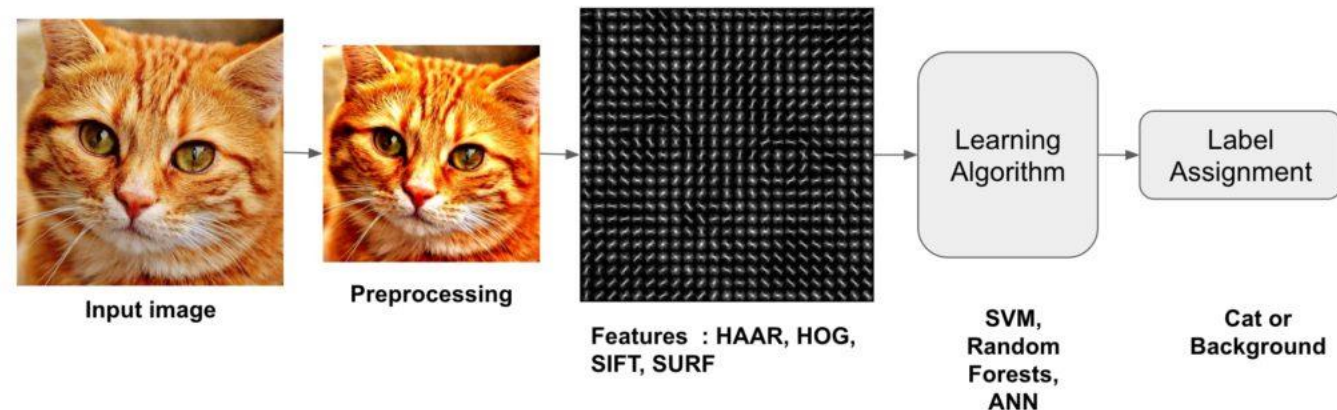 Input image
Preprocessing
Features : HAAR, HOG,
SIFT, SURF
Learning
Algorithm
SVM,
Random
Forests,
ANN
Label
Assignment
Cat or
Background